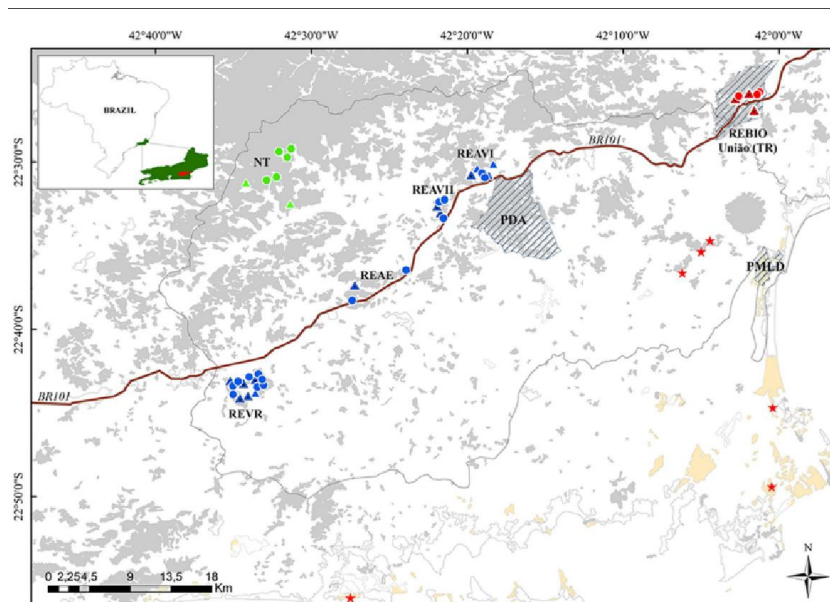 42°40'0"W 42°30'0"W 42°20'0"W 42°10'0"W 42°0'0"W
BRAZIL
NT
22°30'0"S
REAVI
BR101
REBIO
União (TR)
REAVII
PDA
REAE
PMLD
22°40'0"S
BR101
REVR
22°50'0"S
N
0 2,25 4,5 9 13,5 18
Km